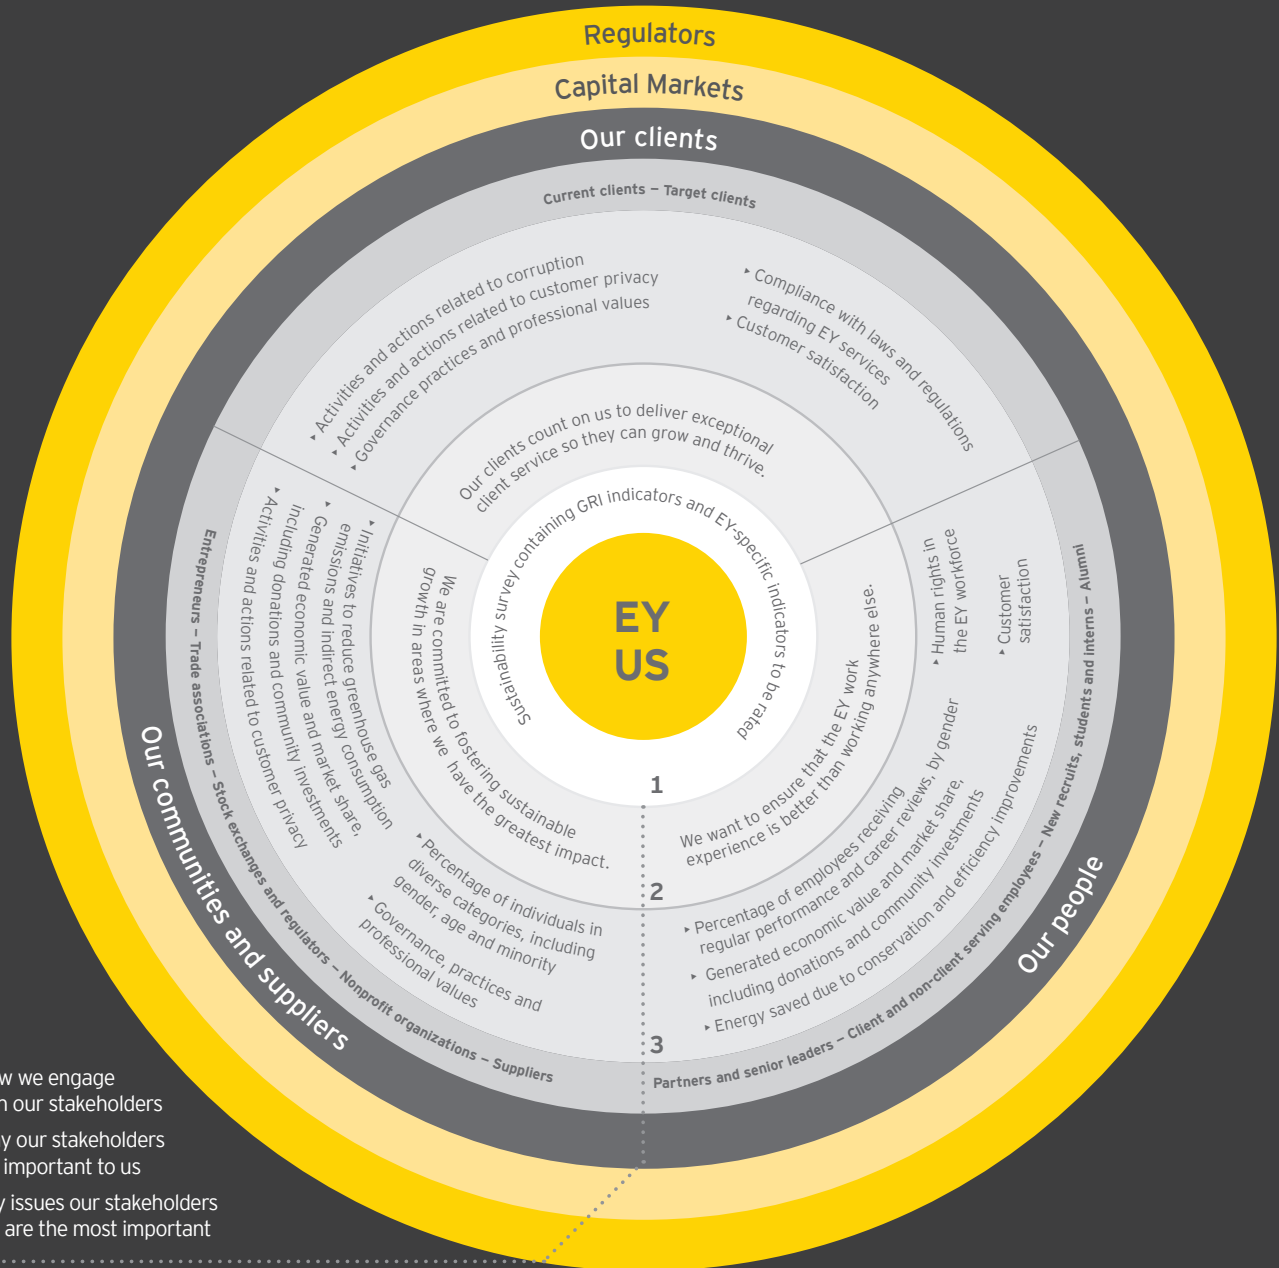 Regulators
Capital Markets
Our clients
Current clients – Target clients
▸ Activities and actions related to corruption
▸ Activities and actions related to customer privacy
▸ Governance practices and professional values
▸ Compliance with laws and regulations
regarding EY services
▸ Customer satisfaction
Our clients count on us to deliver exceptional
client service so they can grow and thrive.
Sustainability survey containing GRI indicators and EY-specific indicators to be rated
EY
US
1
2
3
We want to ensure that the EY work
experience is better than working anywhere else.
▸ Human rights in
the EY workforce
▸ Customer
satisfaction
▸ Percentage of employees receiving
regular performance and career reviews, by gender
▸ Generated economic value and market share,
including donations and community investments
▸ Energy saved due to conservation and efficiency improvements
Partners and senior leaders – Client and non-client serving employees – New recruits, students and interns – Alumni
Our people
We are committed to fostering sustainable
growth in areas where we have the greatest impact.
▸ Initiatives to reduce greenhouse gas
emissions and indirect energy consumption
▸ Generated economic value and market share,
including donations and community investments
▸ Activities and actions related to customer privacy
▸ Percentage of individuals in
diverse categories, including
gender, age and minority
▸ Governance, practices and
professional values
Entrepreneurs – Trade associations – Stock exchanges and regulators – Nonprofit organizations – Suppliers
Our communities and suppliers
we engage
our stakeholders
our stakeholders
important to us
issues our stakeholders
are the most important